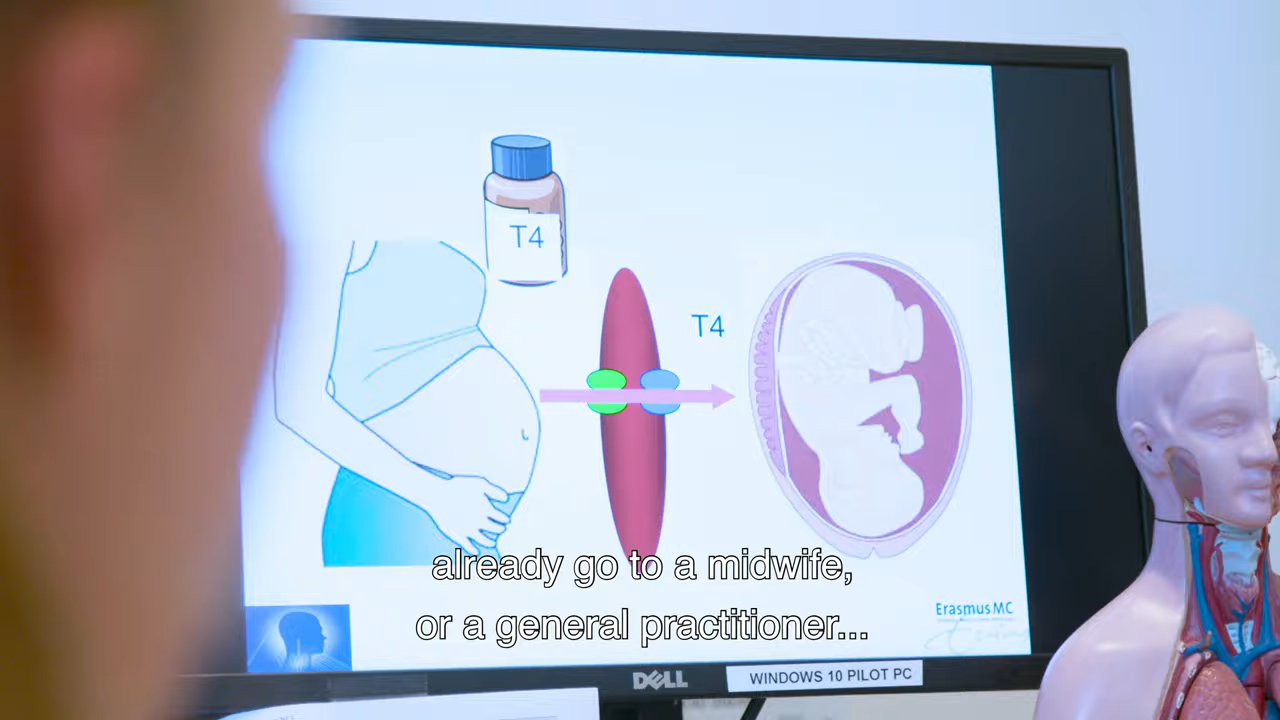 T4
T4
already go to a midwife,
or a general practitioner...
Erasmus MC
DELL
WINDOWS 10 PILOT PC